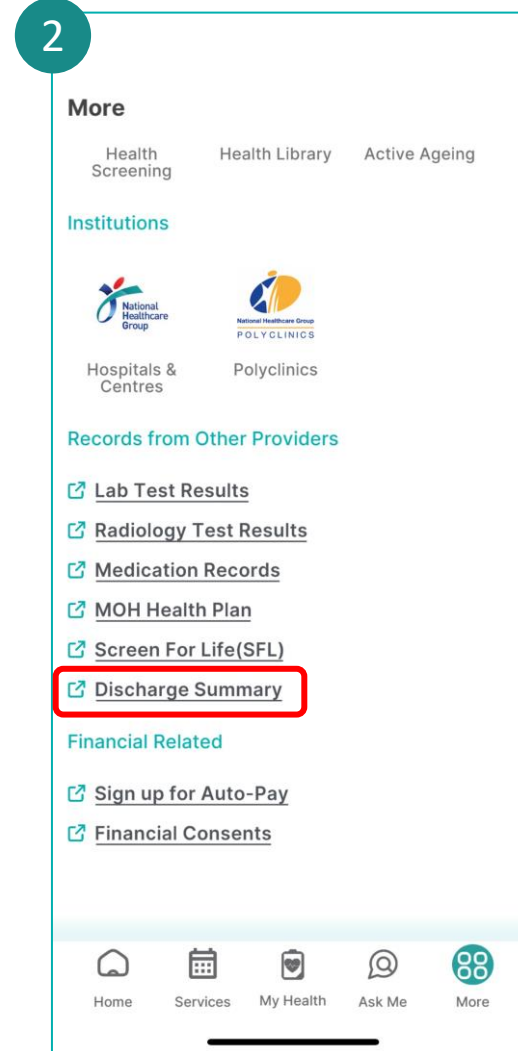 2
More
Health Screening
Health Library
Active Ageing
Institutions
National
Healthcare
Group
National Healthcare Group
POLYCLINICS
Hospitals &
Centres
Polyclinics
Records from Other Providers
Lab Test Results
Radiology Test Results
Medication Records
MOH Health Plan
Screen For Life(SFL)
Discharge Summary
Financial Related
Sign up for Auto-Pay
Financial Consents
Home
Services
My Health
Ask Me
More